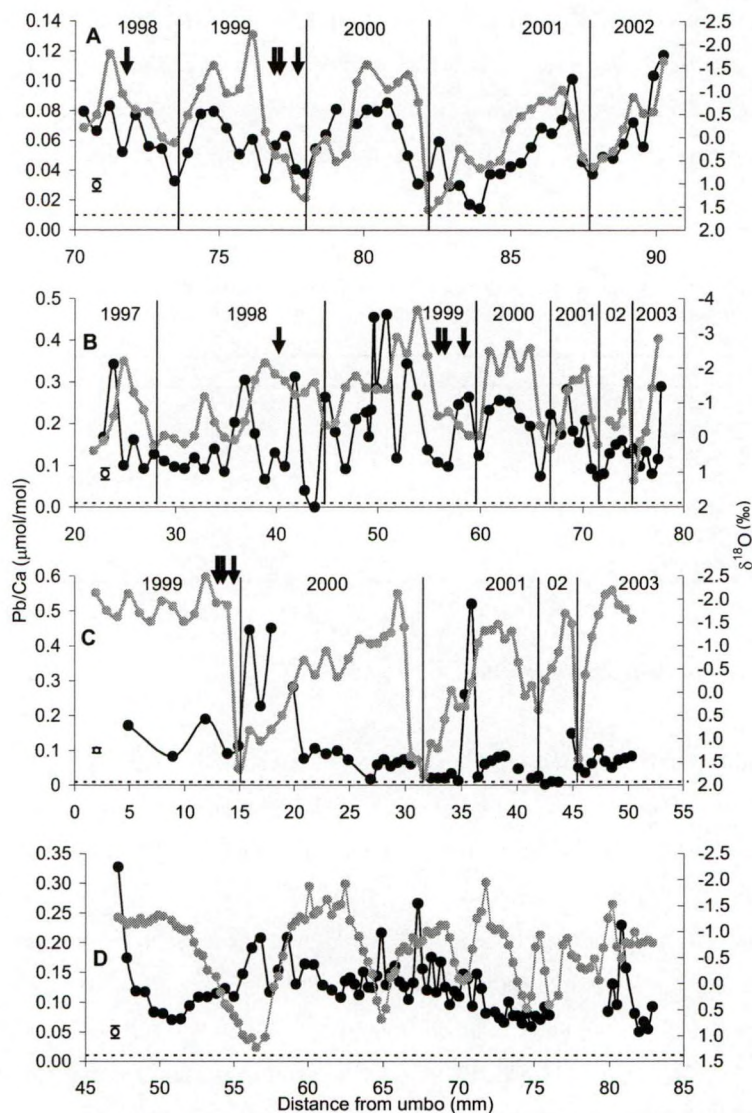 A 1998 1999 2000 2001 2002
0.14 0.12 0.10 0.08 0.06 0.04 0.02 0.00
-2.5 -2.0 -1.5 -1.0 -0.5 0.0 0.5 1.0 1.5 2.0
70 75 80 85 90
B 1997 1998 1999 2000 2001 02 2003
0.5 0.4 0.3 0.2 0.1 0.0
-4 -3 -2 -1 0 1 2
20 30 40 50 60 70 80
Pb/Ca (µmol/mol)
δ18O (‰)
C 1999 2000 2001 02 2003
0.6 0.5 0.4 0.3 0.2 0.1 0
-2.5 -2.0 -1.5 -1.0 -0.5 0.0 0.5 1.0 1.5 2.0
0 5 10 15 20 25 30 35 40 45 50 55
D
0.35 0.30 0.25 0.20 0.15 0.10 0.05 0.00
-2.5 -2.0 -1.5 -1.0 -0.5 0.0 0.5 1.0 1.5
45 50 55 60 65 70 75 80 85
Distance from umbo (mm)